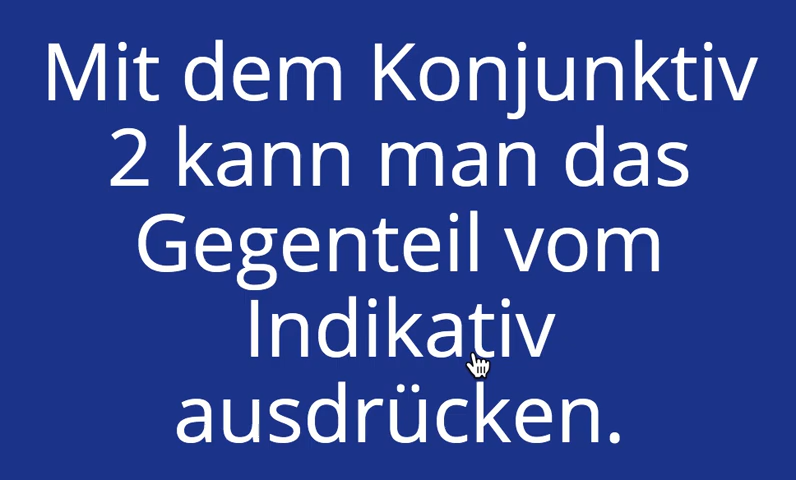 Mit dem Konjunktiv
2 kann man das
Gegenteil vom
Indikativ
ausdrücken.